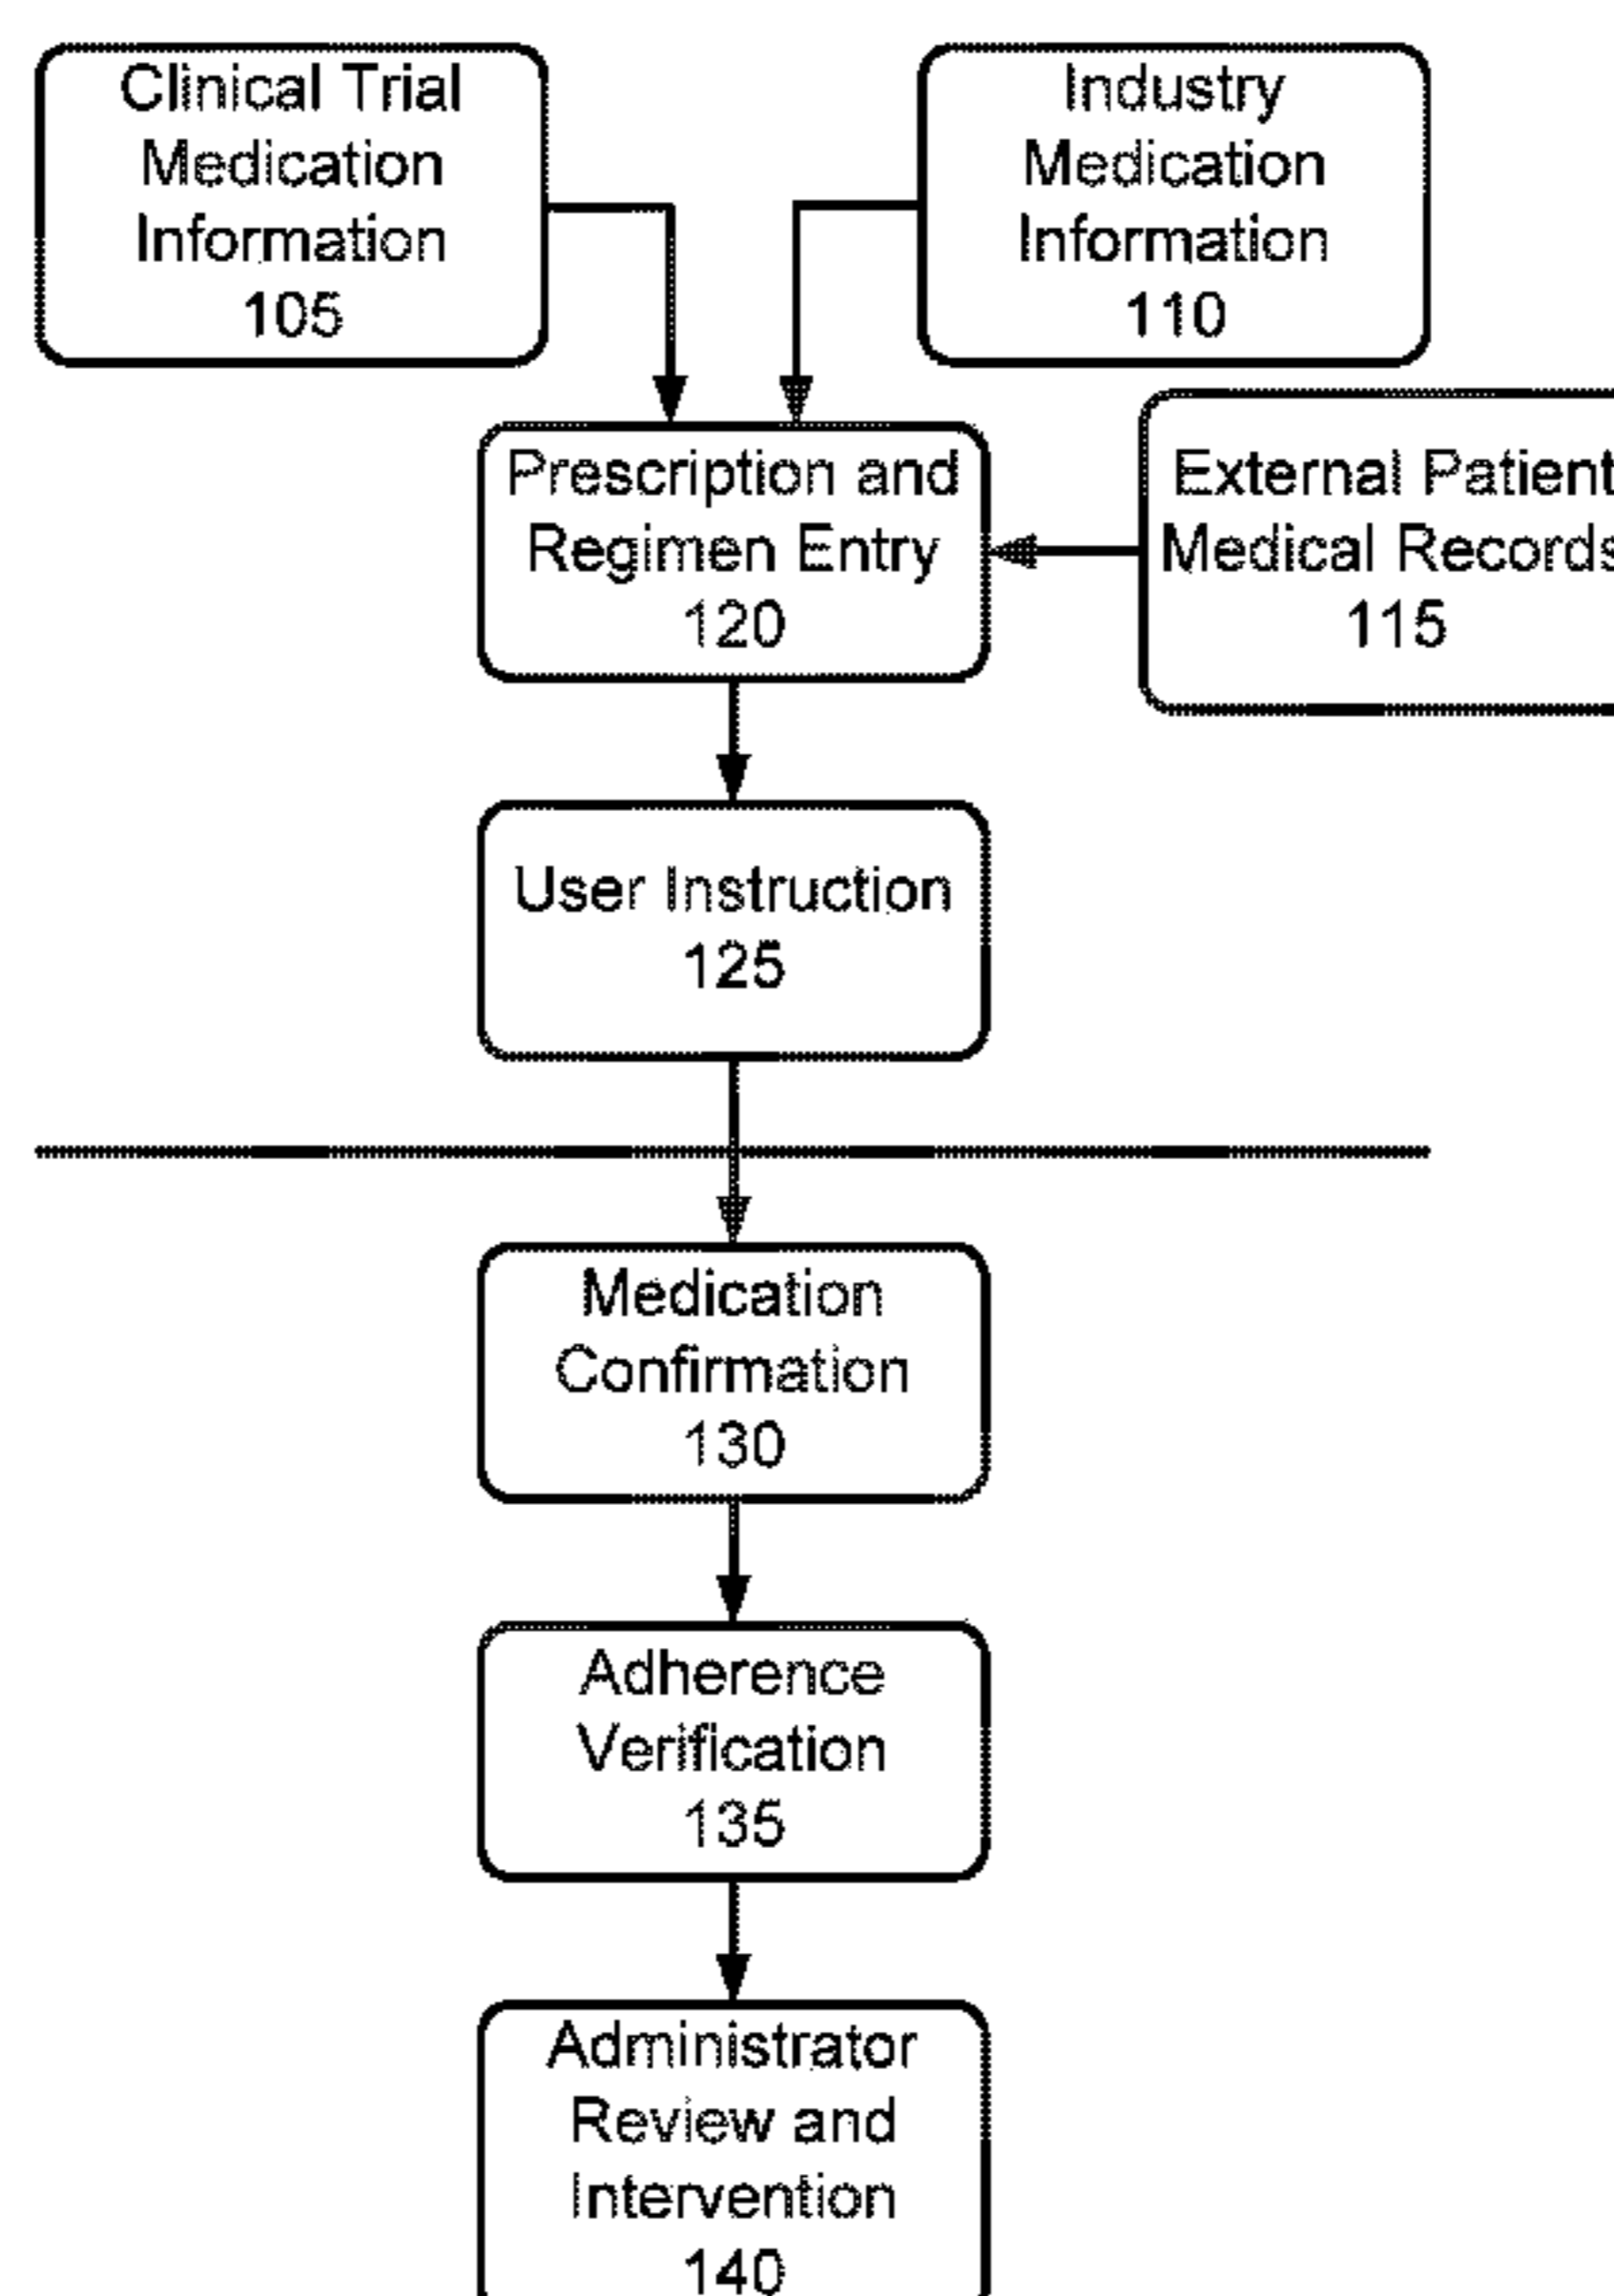 Clinical Trial
Medication
Information
105
Industry
Medication
Information
110
Prescription and
Regimen Entry
120
External Patient
Medical Records
115
User Instruction
125
Medication
Confirmation
130
Adherence
Verification
135
Administrator
Review and
Intervention
140